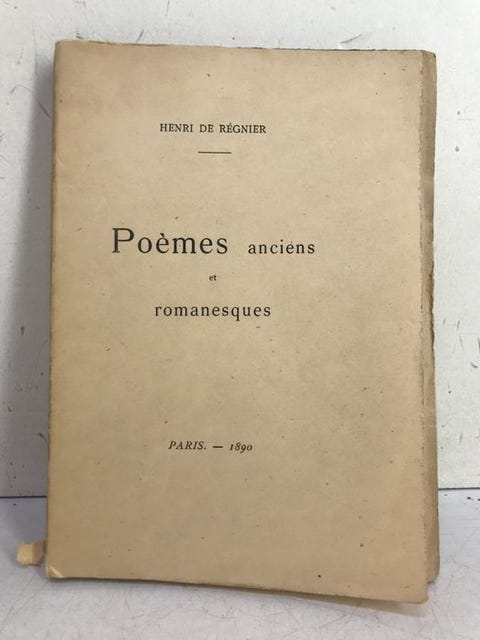 HENRI DE RÉGNIER
Poèmes anciens
et
romanesques
PARIS. — 1890